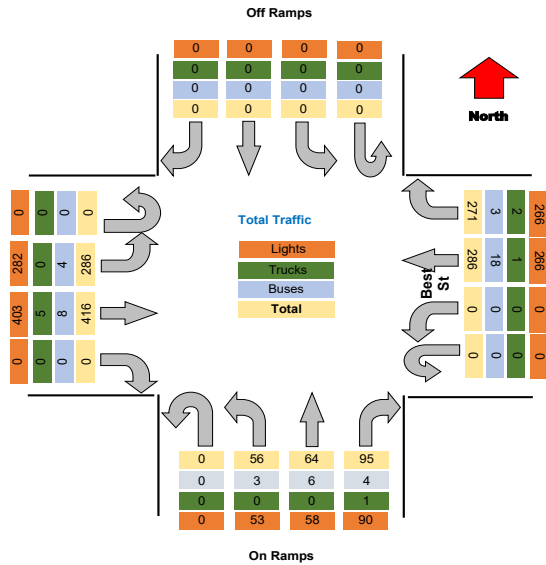 Off Ramps
0 0 0 0
0 0 0 0
0 0 0 0
0 0 0 0
North
0 0 0 0
282 0 4 286
403 5 8 416
0 0 0 0
Total Traffic
Lights
Trucks
Buses
Total
Best St
271 3 2 266
286 18 1 266
0 0 0 0
0 0 0 0
0 56 64 95
0 3 6 4
0 0 0 1
0 53 58 90
On Ramps